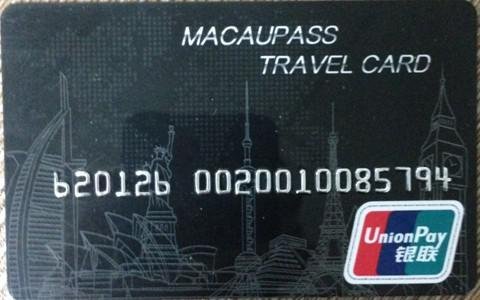 MACAUPASS
TRAVEL CARD
620126 0020010085794
UnionPay
银联